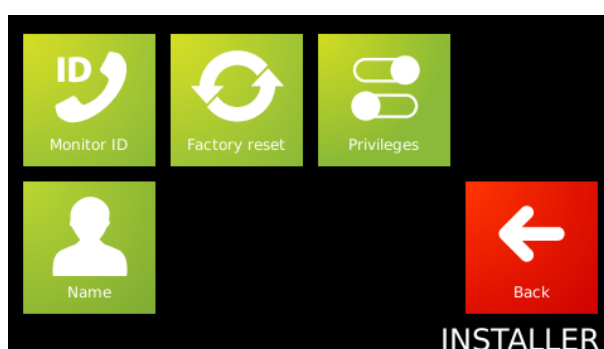 ID
Monitor ID
Factory reset
Privileges
Name
Back
INSTALLER